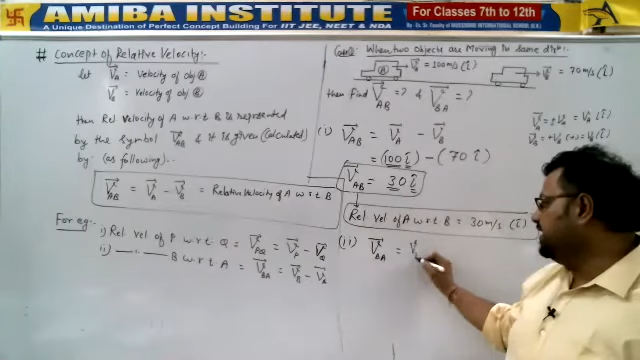 AMIBA INSTITUTE
A Unique Destination of Perfect Concept Building For IIT JEE, NEET & NDA
For Classes 7th to 12th
# Concept of Relative Velocity:-
let V⃗A = Velocity of obj Ⓐ
V⃗B = Velocity of obj Ⓑ
then Rel Velocity of A w.r.t B is represented
by the symbol V⃗AB & it is given (calculated)
by: (as following)..
V⃗AB = V⃗A - V⃗B = Relative Velocity of A w r t B
For eg:-
i) Rel vel of P w.r.t Q = V⃗PQ = V⃗P - V⃗Q
ii) B w.r.t A = V⃗BA = V⃗B - V⃗A
Case I: When two Objects are Moving in same dirn:-
Ⓐ V⃗A = 100 m/s (î)
V⃗B = 70 m/s (î)
then find V⃗AB = ? & V⃗BA = ?
V⃗A = +VA = VA (î)
(i) V⃗AB = V⃗A - V⃗B
= (100 î) - (70 î)
V⃗AB = 30 î
Rel vel of A w.r.t B = 30 m/s (î)
(ii) V⃗BA = V